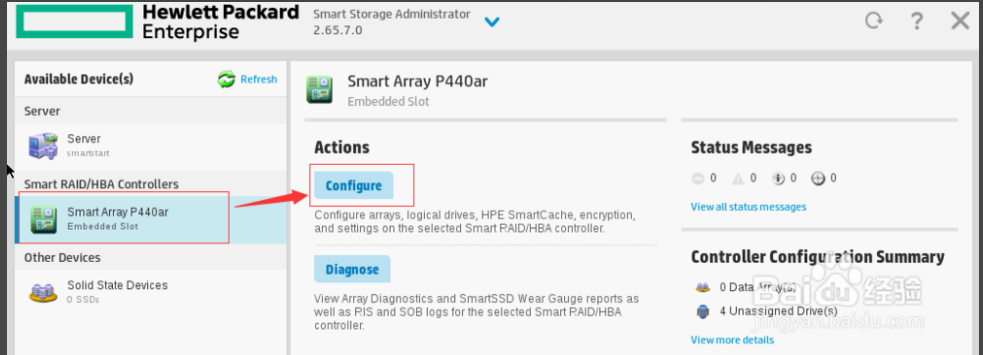 Hewlett Packard
Enterprise
Smart Storage Administrator
2.65.7.0
?
Available Device(s)
Refresh
Server
Server
smartstart
Smart RAID/HBA Controllers
Smart Array P440ar
Embedded Slot
Other Devices
Solid State Devices
0 SSDs
Smart Array P440ar
Embedded Slot
Actions
Configure
Configure arrays, logical drives, HPE SmartCache, encryption,
and settings on the selected Smart RAID/HBA controller.
Diagnose
View Array Diagnostics and SmartSSD Wear Gauge reports as
well as RIS and SOB logs for the selected Smart RAID/HBA
controller.
Status Messages
0 0 0 0
View all status messages
Controller Configuration Summary
0 Data Array(s)
4 Unassigned Drive(s)
View more details
Baidu 经验
jingyan.baidu.com